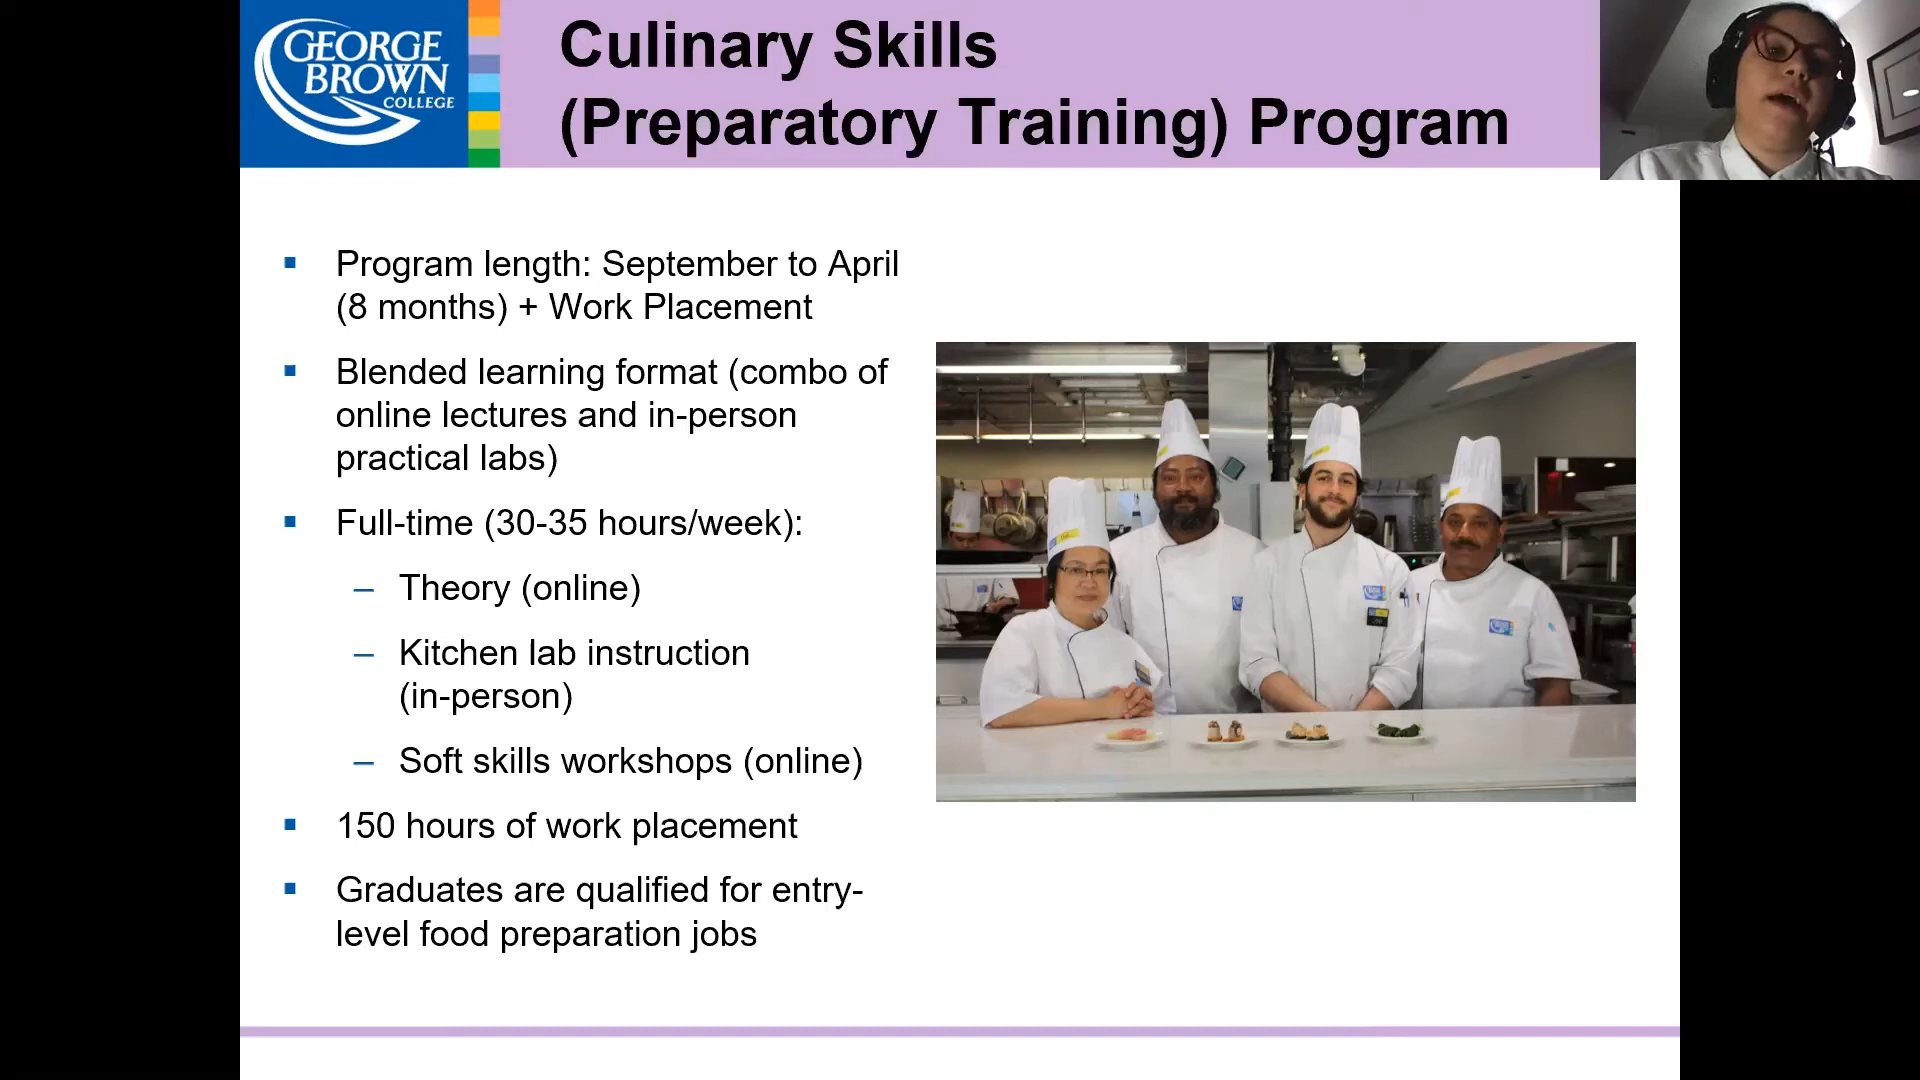 GEORGE
BROWN
COLLEGE
Culinary Skills
(Preparatory Training) Program
▪ Program length: September to April
(8 months) + Work Placement
▪ Blended learning format (combo of
online lectures and in-person
practical labs)
▪ Full-time (30-35 hours/week):
– Theory (online)
– Kitchen lab instruction
(in-person)
– Soft skills workshops (online)
▪ 150 hours of work placement
▪ Graduates are qualified for entry-
level food preparation jobs